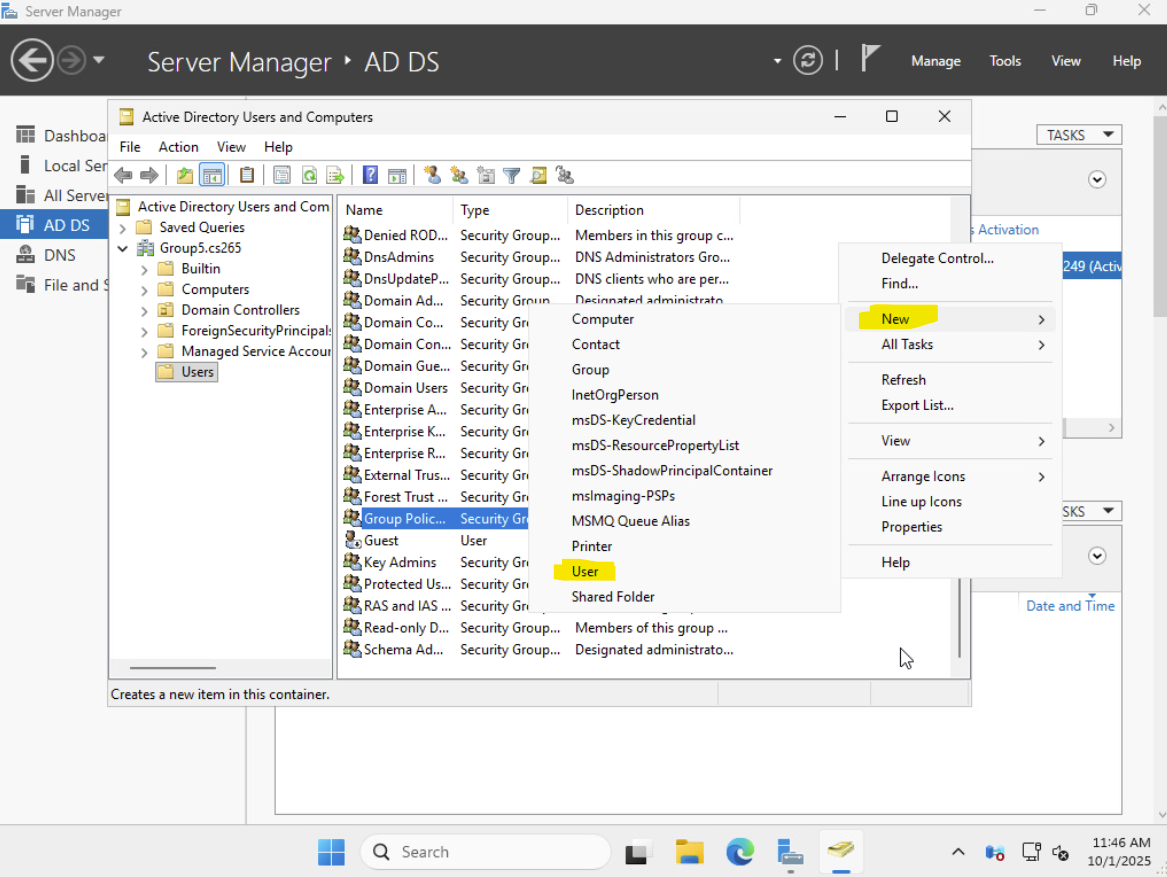 Server Manager
Server Manager ‣ AD DS
Manage Tools View Help
Dashboa
Local Ser
All Server
AD DS
DNS
File and S
TASKS
s Activation
249 (Activ
SKS
Date and Time
Active Directory Users and Computers
File Action View Help
Active Directory Users and Com
Saved Queries
Group5.cs265
Builtin
Computers
Domain Controllers
ForeignSecurityPrincipals
Managed Service Accour
Users
Name Type Description
Denied ROD... Security Group... Members in this group c...
DnsAdmins Security Group... DNS Administrators Gro...
DnsUpdateP... Security Group... DNS clients who are per...
Domain Ad... Security Group Designated administrato
Domain Co... Security Gr
Domain Con... Security Gr
Domain Gue... Security Gr
Domain Users Security Gr
Enterprise A... Security Gr
Enterprise K... Security Gr
Enterprise R... Security Gr
External Trus... Security Gr
Forest Trust ... Security Gr
Group Polic... Security Gr
Guest User
Key Admins Security Gr
Protected Us... Security Gr
RAS and IAS ... Security Gr
Read-only D... Security Group... Members of this group ...
Schema Ad... Security Group... Designated administrato...
Computer
Contact
Group
InetOrgPerson
msDS-KeyCredential
msDS-ResourcePropertyList
msDS-ShadowPrincipalContainer
msImaging-PSPs
MSMQ Queue Alias
Printer
User
Shared Folder
Delegate Control...
Find...
New
All Tasks
Refresh
Export List...
View
Arrange Icons
Line up Icons
Properties
Help
Creates a new item in this container.
Search
11:46 AM
10/1/2025